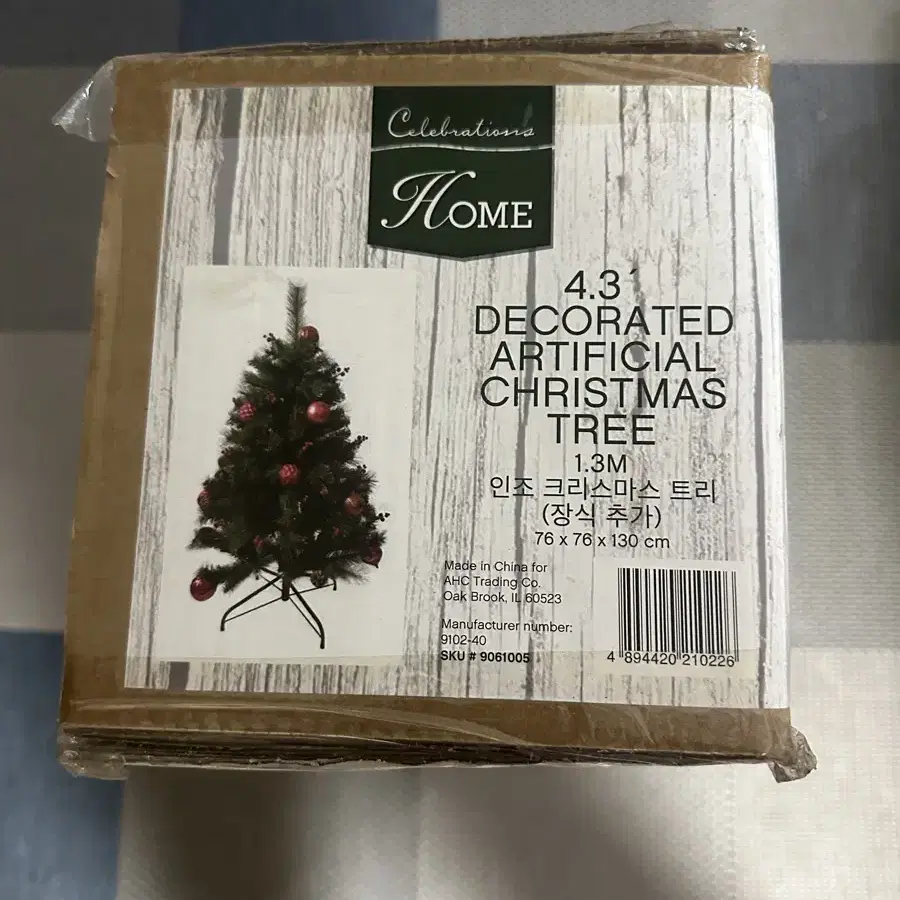 Celebrations
HOME
4.3´
DECORATED
ARTIFICIAL
CHRISTMAS
TREE
1.3M
인조 크리스마스 트리
(장식 추가)
76 x 76 x 130 cm
Made in China for
AHC Trading Co.
Oak Brook, IL 60523
Manufacturer number:
9102-40
SKU # 9061005
4 894420 210226